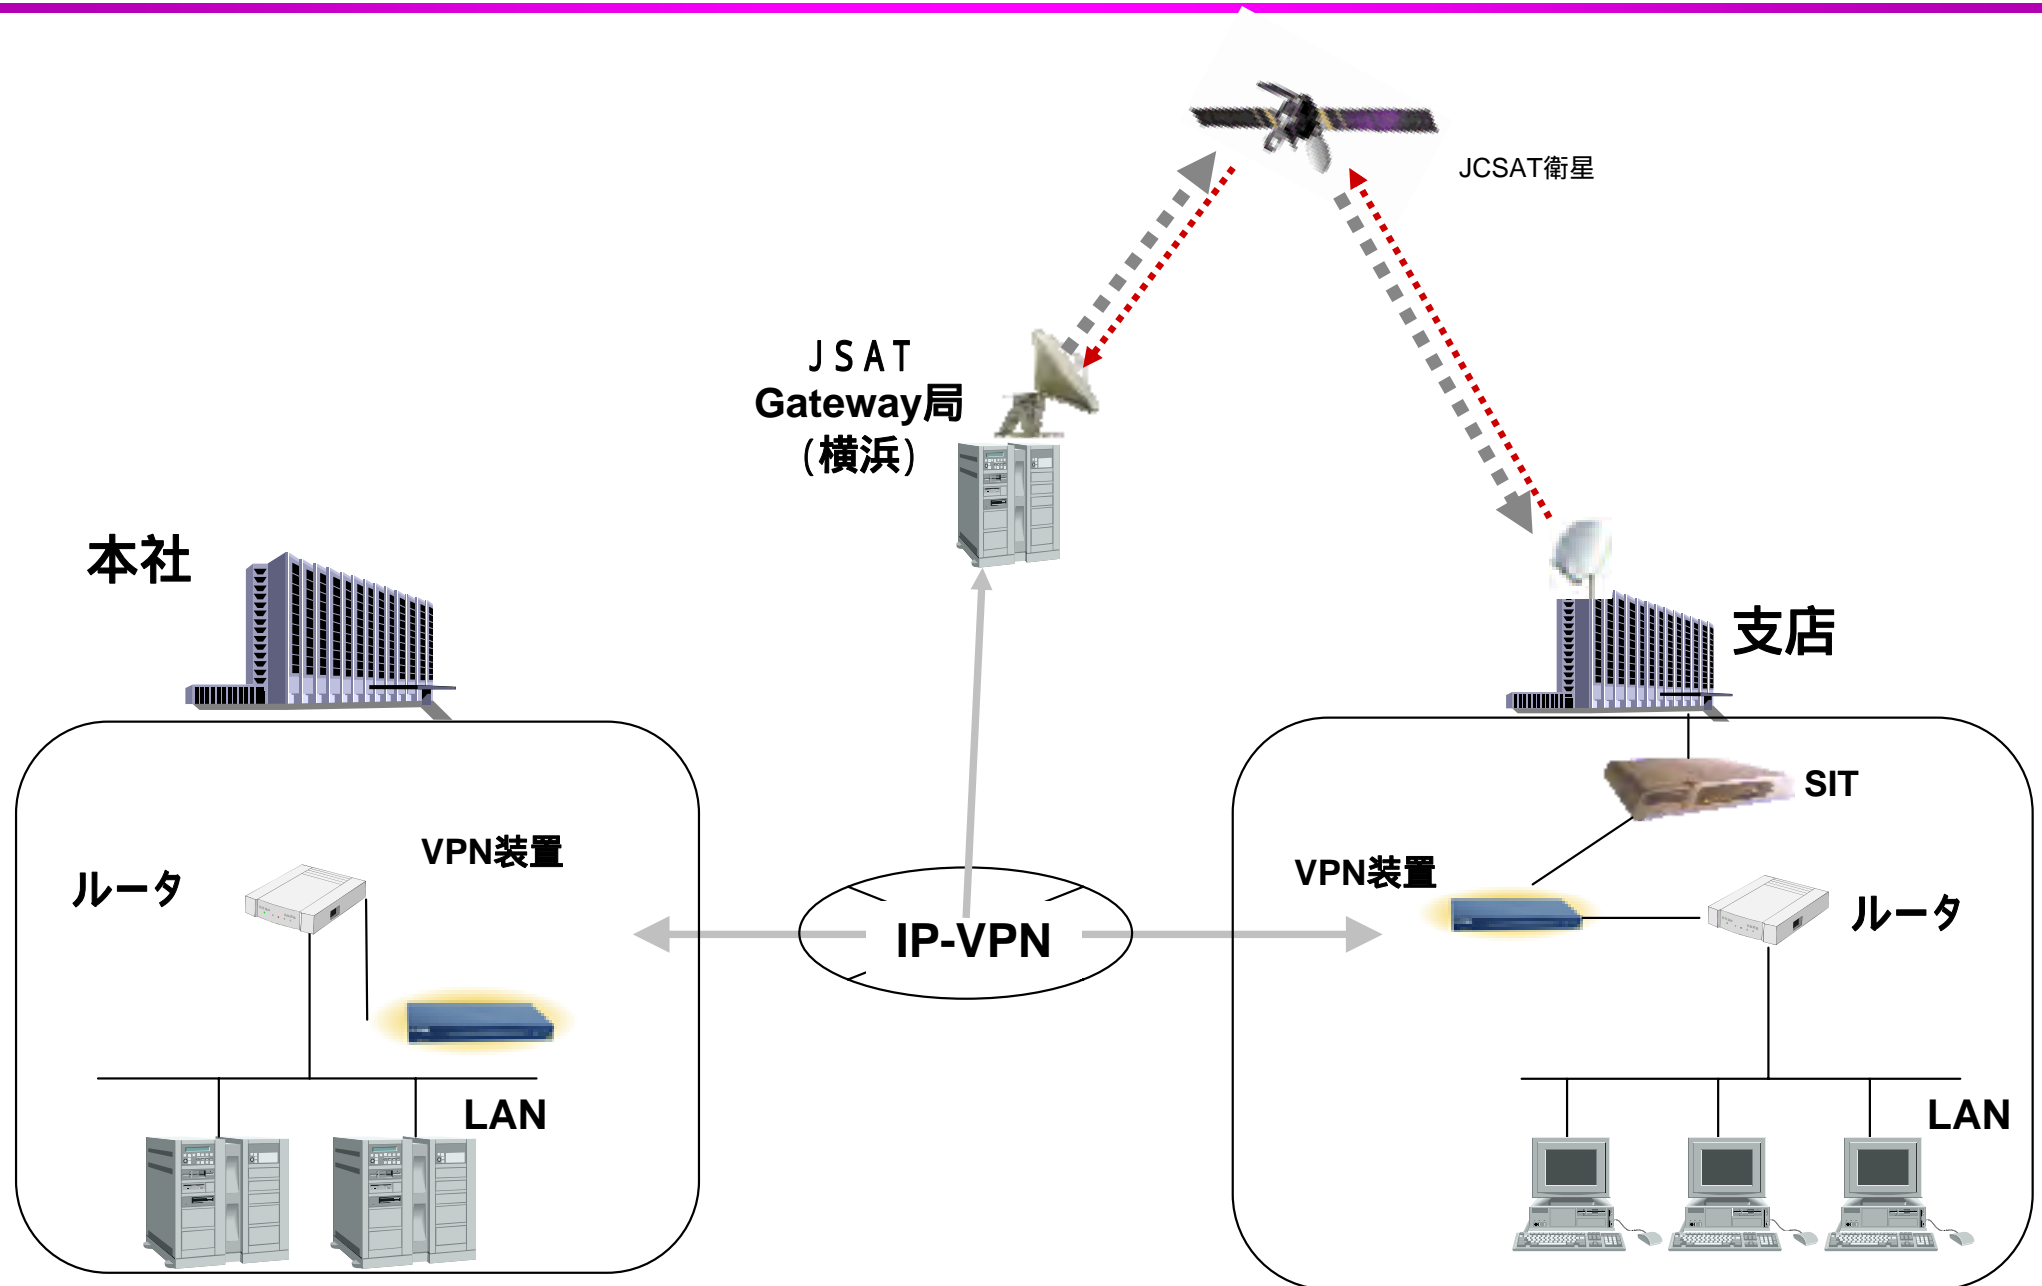 JCSAT衛星
ＪＳＡＴ
Gateway局
（横浜）
本社
支店
SIT
VPN装置
ルータ
VPN装置
ルータ
IP-VPN
LAN
LAN